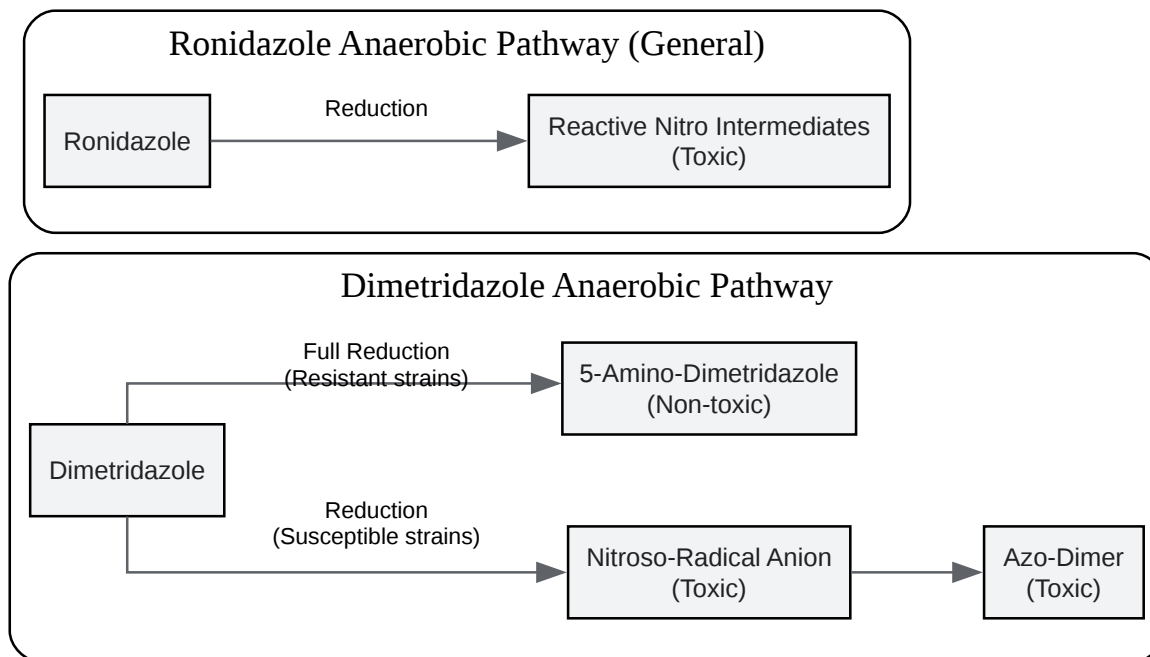 Ronidazole Anaerobic Pathway (General)
Ronidazole
Reduction
Reactive Nitro Intermediates
(Toxic)
Dimetridazole Anaerobic Pathway
Dimetridazole
Full Reduction
(Resistant strains)
5-Amino-Dimetridazole
(Non-toxic)
Reduction
(Susceptible strains)
Nitroso-Radical Anion
(Toxic)
Azo-Dimer
(Toxic)